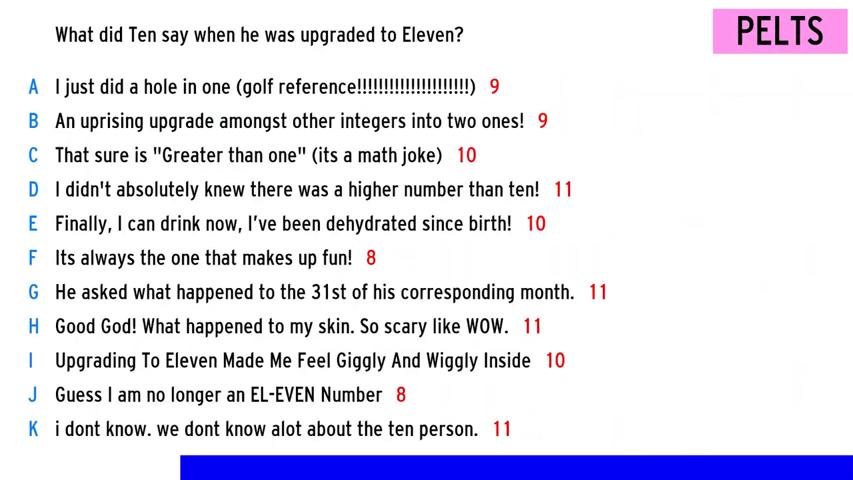 What did Ten say when he was upgraded to Eleven?
PELTS
A I just did a hole in one (golf reference!!!!!!!!!!!!!!!!!!!!!) 9
B An uprising upgrade amongst other integers into two ones! 9
C That sure is "Greater than one" (its a math joke) 10
D I didn't absolutely knew there was a higher number than ten! 11
E Finally, I can drink now, I've been dehydrated since birth! 10
F Its always the one that makes up fun! 8
G He asked what happened to the 31st of his corresponding month. 11
H Good God! What happened to my skin. So scary like WOW. 11
I Upgrading To Eleven Made Me Feel Giggly And Wiggly Inside 10
J Guess I am no longer an EL-EVEN Number 8
K i dont know. we dont know alot about the ten person. 11